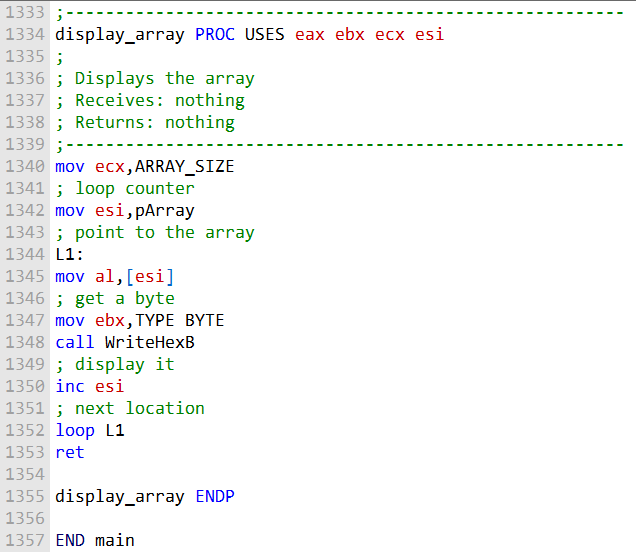 1333 ;--------------------------------------------------------
1334 display_array PROC USES eax ebx ecx esi
1335 ;
1336 ; Displays the array
1337 ; Receives: nothing
1338 ; Returns: nothing
1339 ;--------------------------------------------------------
1340 mov ecx,ARRAY_SIZE
1341 ; loop counter
1342 mov esi,pArray
1343 ; point to the array
1344 L1:
1345 mov al,[esi]
1346 ; get a byte
1347 mov ebx,TYPE BYTE
1348 call WriteHexB
1349 ; display it
1350 inc esi
1351 ; next location
1352 loop L1
1353 ret
1354
1355 display_array ENDP
1356
1357 END main